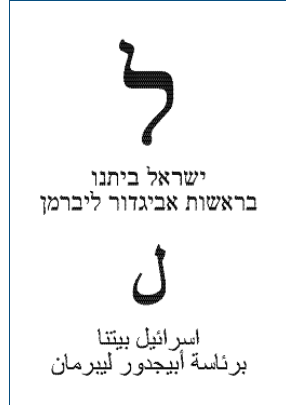 ל
ישראל ביתנו
בראשות אביגדור ליברמן
ل
اسرائيل بيتنا
برئاسة أبيجدور ليبرمان